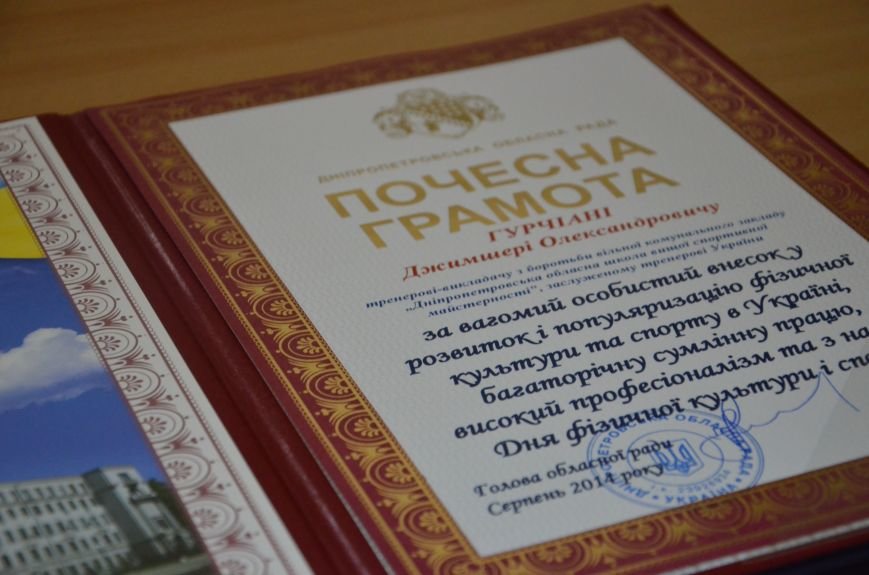 ДНІПРОПЕТРОВСЬКА ОБЛАСНА РАДА
ПОЧЕСНА
ГРАМОТА
ГУРЧІАНІ
Джимшері Олександровичу
тренерові-викладачу з боротьби вільної комунального закладу
„Дніпропетровська обласна школа вищої спортивної
майстерності", заслуженому тренерові України
за вагомий особистий внесок у
розвиток і популяризацію фізичної
культури та спорту в Україні,
багаторічну сумлінну працю,
високий професіоналізм та з на
Дня фізичної культури і спо
Голова обласної ради
Серпень 2014 року
УКРАЇНА